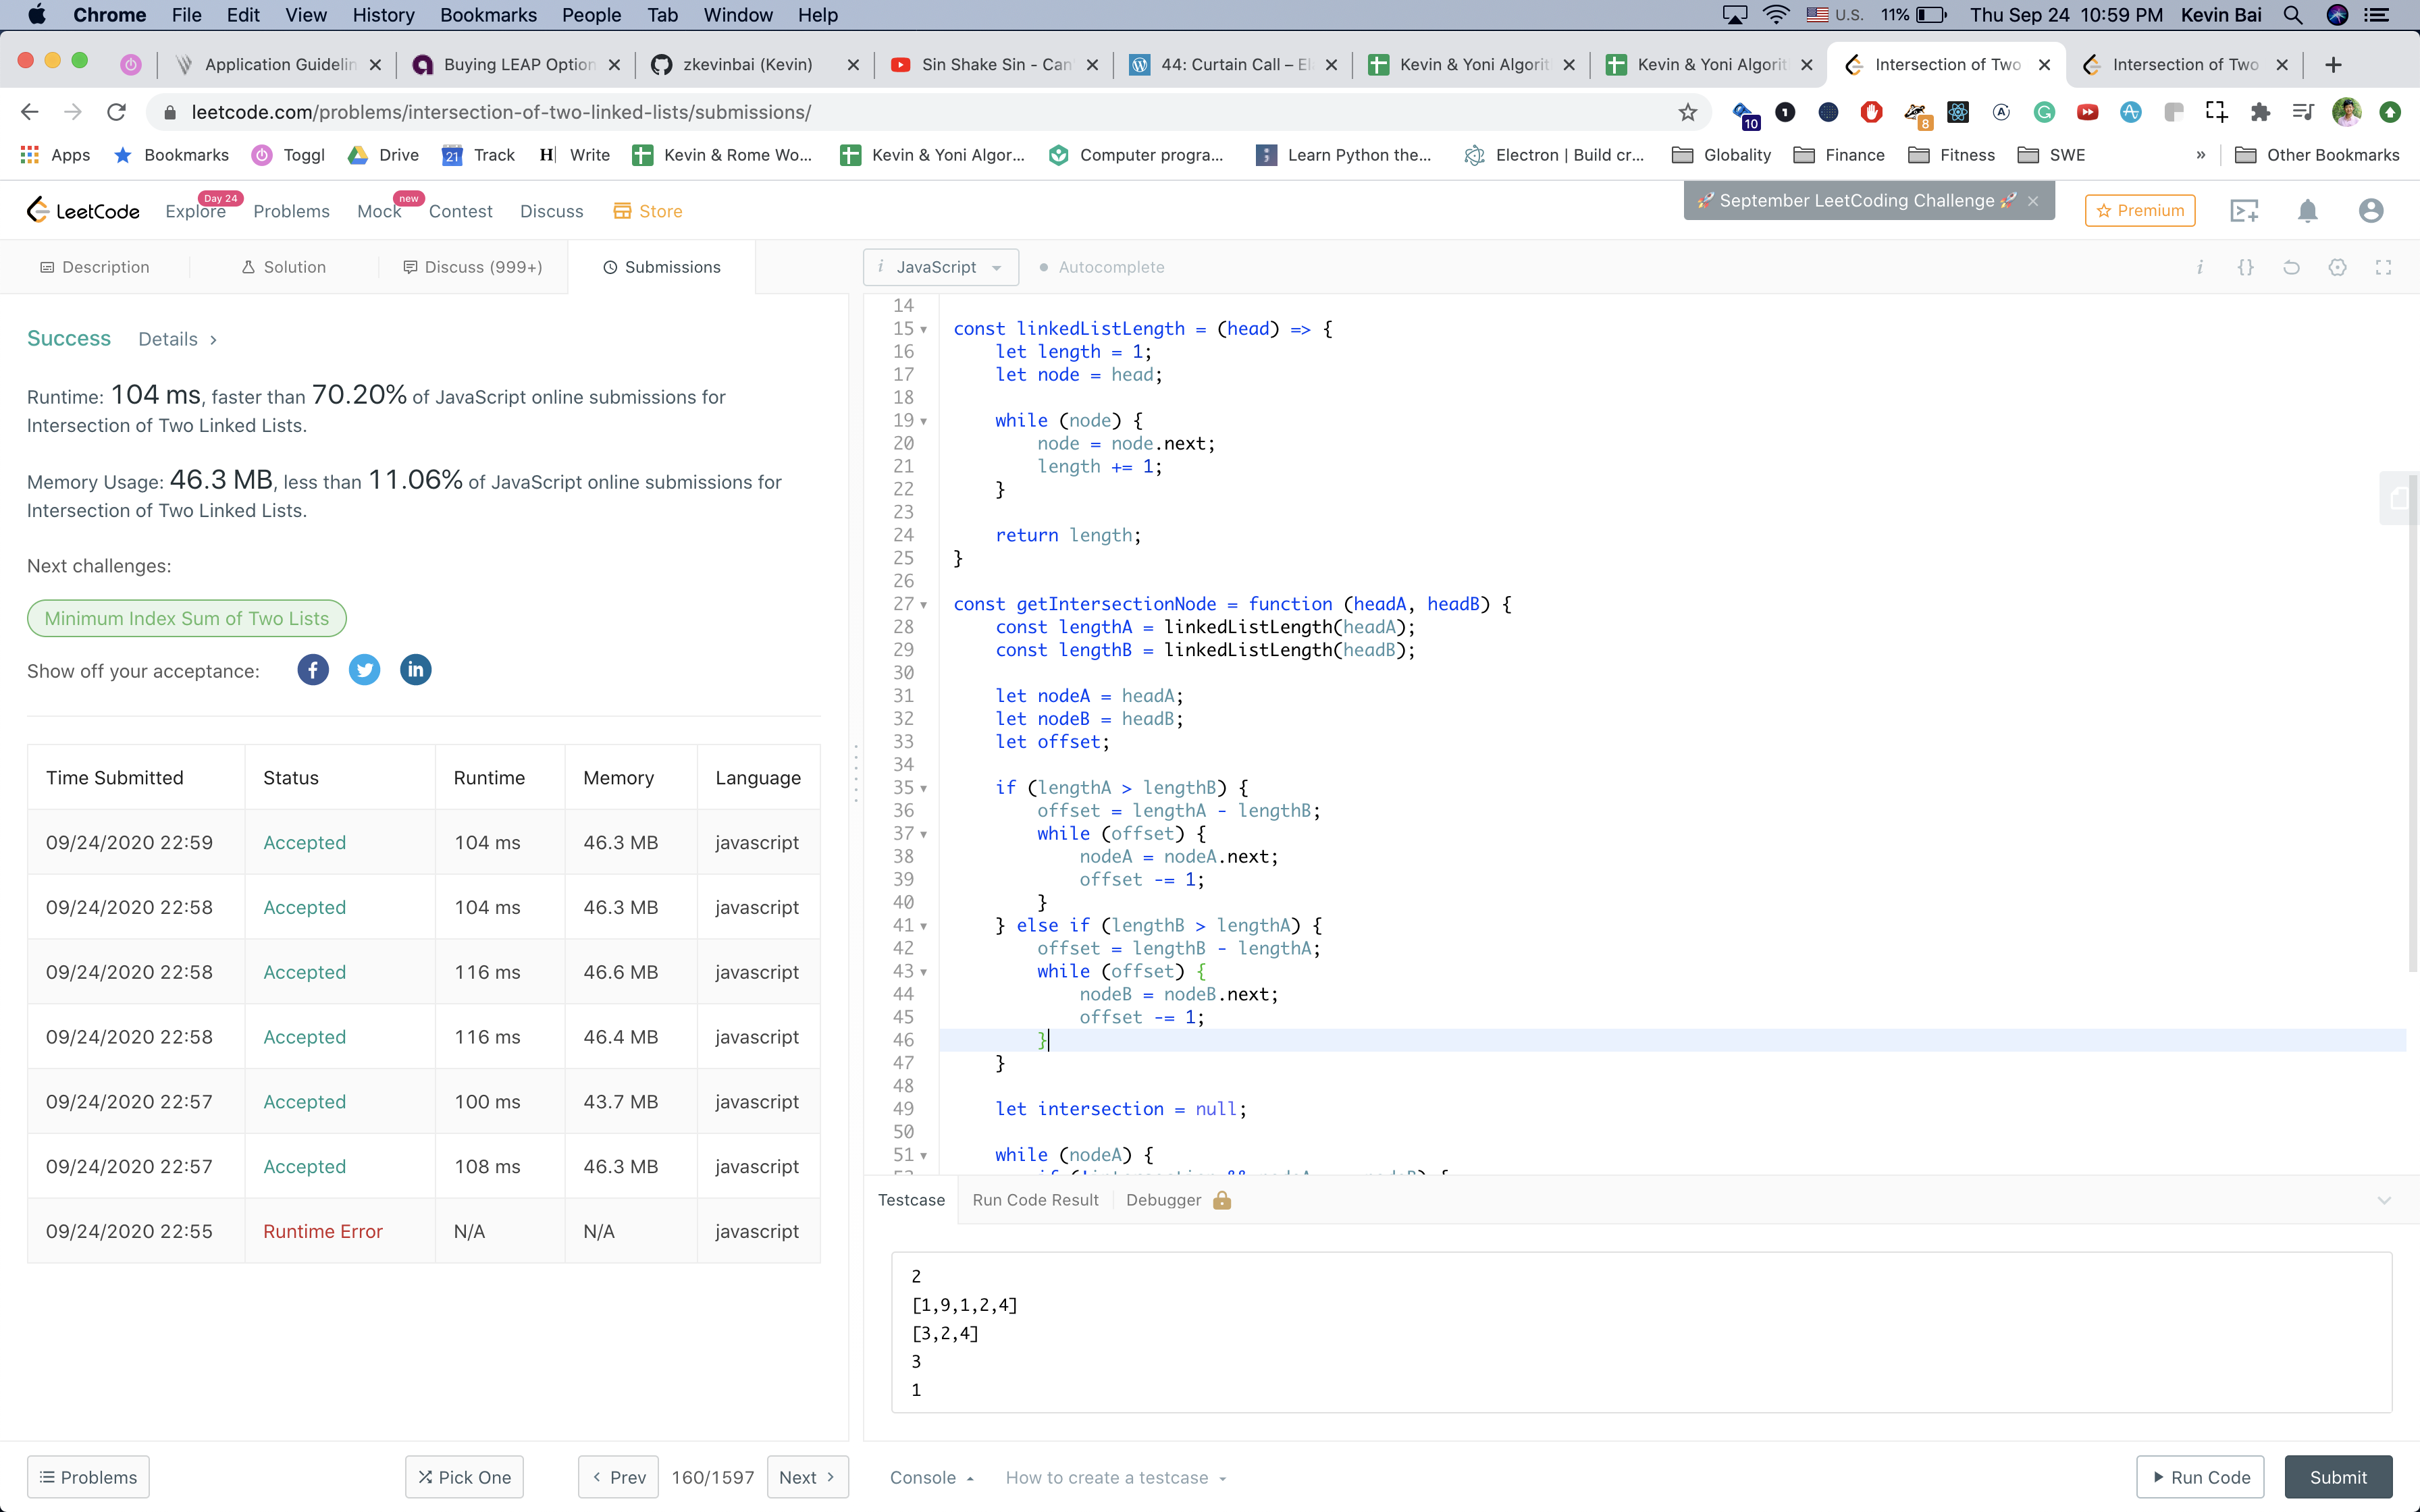 Chrome File Edit View History Bookmarks People Tab Window Help U.S. 11% Thu Sep 24 10:59 PM Kevin Bai
Application Guidelin Buying LEAP Option zkevinbai (Kevin) Sin Shake Sin - Can 44: Curtain Call – El Kevin & Yoni Algorit Kevin & Yoni Algorit Intersection of Two Intersection of Two
leetcode.com/problems/intersection-of-two-linked-lists/submissions/ 10 8
Apps Bookmarks Toggl Drive 21 Track H Write Kevin & Rome Wo... Kevin & Yoni Algor... Computer progra... Learn Python the... Electron | Build cr... Globality Finance Fitness SWE » Other Bookmarks
LeetCode Explore Day 24 Problems Mock new Contest Discuss Store 🚀 September LeetCoding Challenge 🚀 × Premium
Description Solution Discuss (999+) Submissions
i JavaScript Autocomplete i {}
Success Details >
Runtime: 104 ms, faster than 70.20% of JavaScript online submissions for
Intersection of Two Linked Lists.
Memory Usage: 46.3 MB, less than 11.06% of JavaScript online submissions for
Intersection of Two Linked Lists.
Next challenges:
Minimum Index Sum of Two Lists
Show off your acceptance: f in
Time Submitted Status Runtime Memory Language
09/24/2020 22:59 Accepted 104 ms 46.3 MB javascript
09/24/2020 22:58 Accepted 104 ms 46.3 MB javascript
09/24/2020 22:58 Accepted 116 ms 46.6 MB javascript
09/24/2020 22:58 Accepted 116 ms 46.4 MB javascript
09/24/2020 22:57 Accepted 100 ms 43.7 MB javascript
09/24/2020 22:57 Accepted 108 ms 46.3 MB javascript
09/24/2020 22:55 Runtime Error N/A N/A javascript
14
15 const linkedListLength = (head) => {
16 let length = 1;
17 let node = head;
18
19 while (node) {
20 node = node.next;
21 length += 1;
22 }
23
24 return length;
25 }
26
27 const getIntersectionNode = function (headA, headB) {
28 const lengthA = linkedListLength(headA);
29 const lengthB = linkedListLength(headB);
30
31 let nodeA = headA;
32 let nodeB = headB;
33 let offset;
34
35 if (lengthA > lengthB) {
36 offset = lengthA - lengthB;
37 while (offset) {
38 nodeA = nodeA.next;
39 offset -= 1;
40 }
41 } else if (lengthB > lengthA) {
42 offset = lengthB - lengthA;
43 while (offset) {
44 nodeB = nodeB.next;
45 offset -= 1;
46 }
47 }
48
49 let intersection = null;
50
51 while (nodeA) {
Testcase Run Code Result Debugger
2
[1,9,1,2,4]
[3,2,4]
3
1
Problems Pick One < Prev 160/1597 Next > Console How to create a testcase Run Code Submit